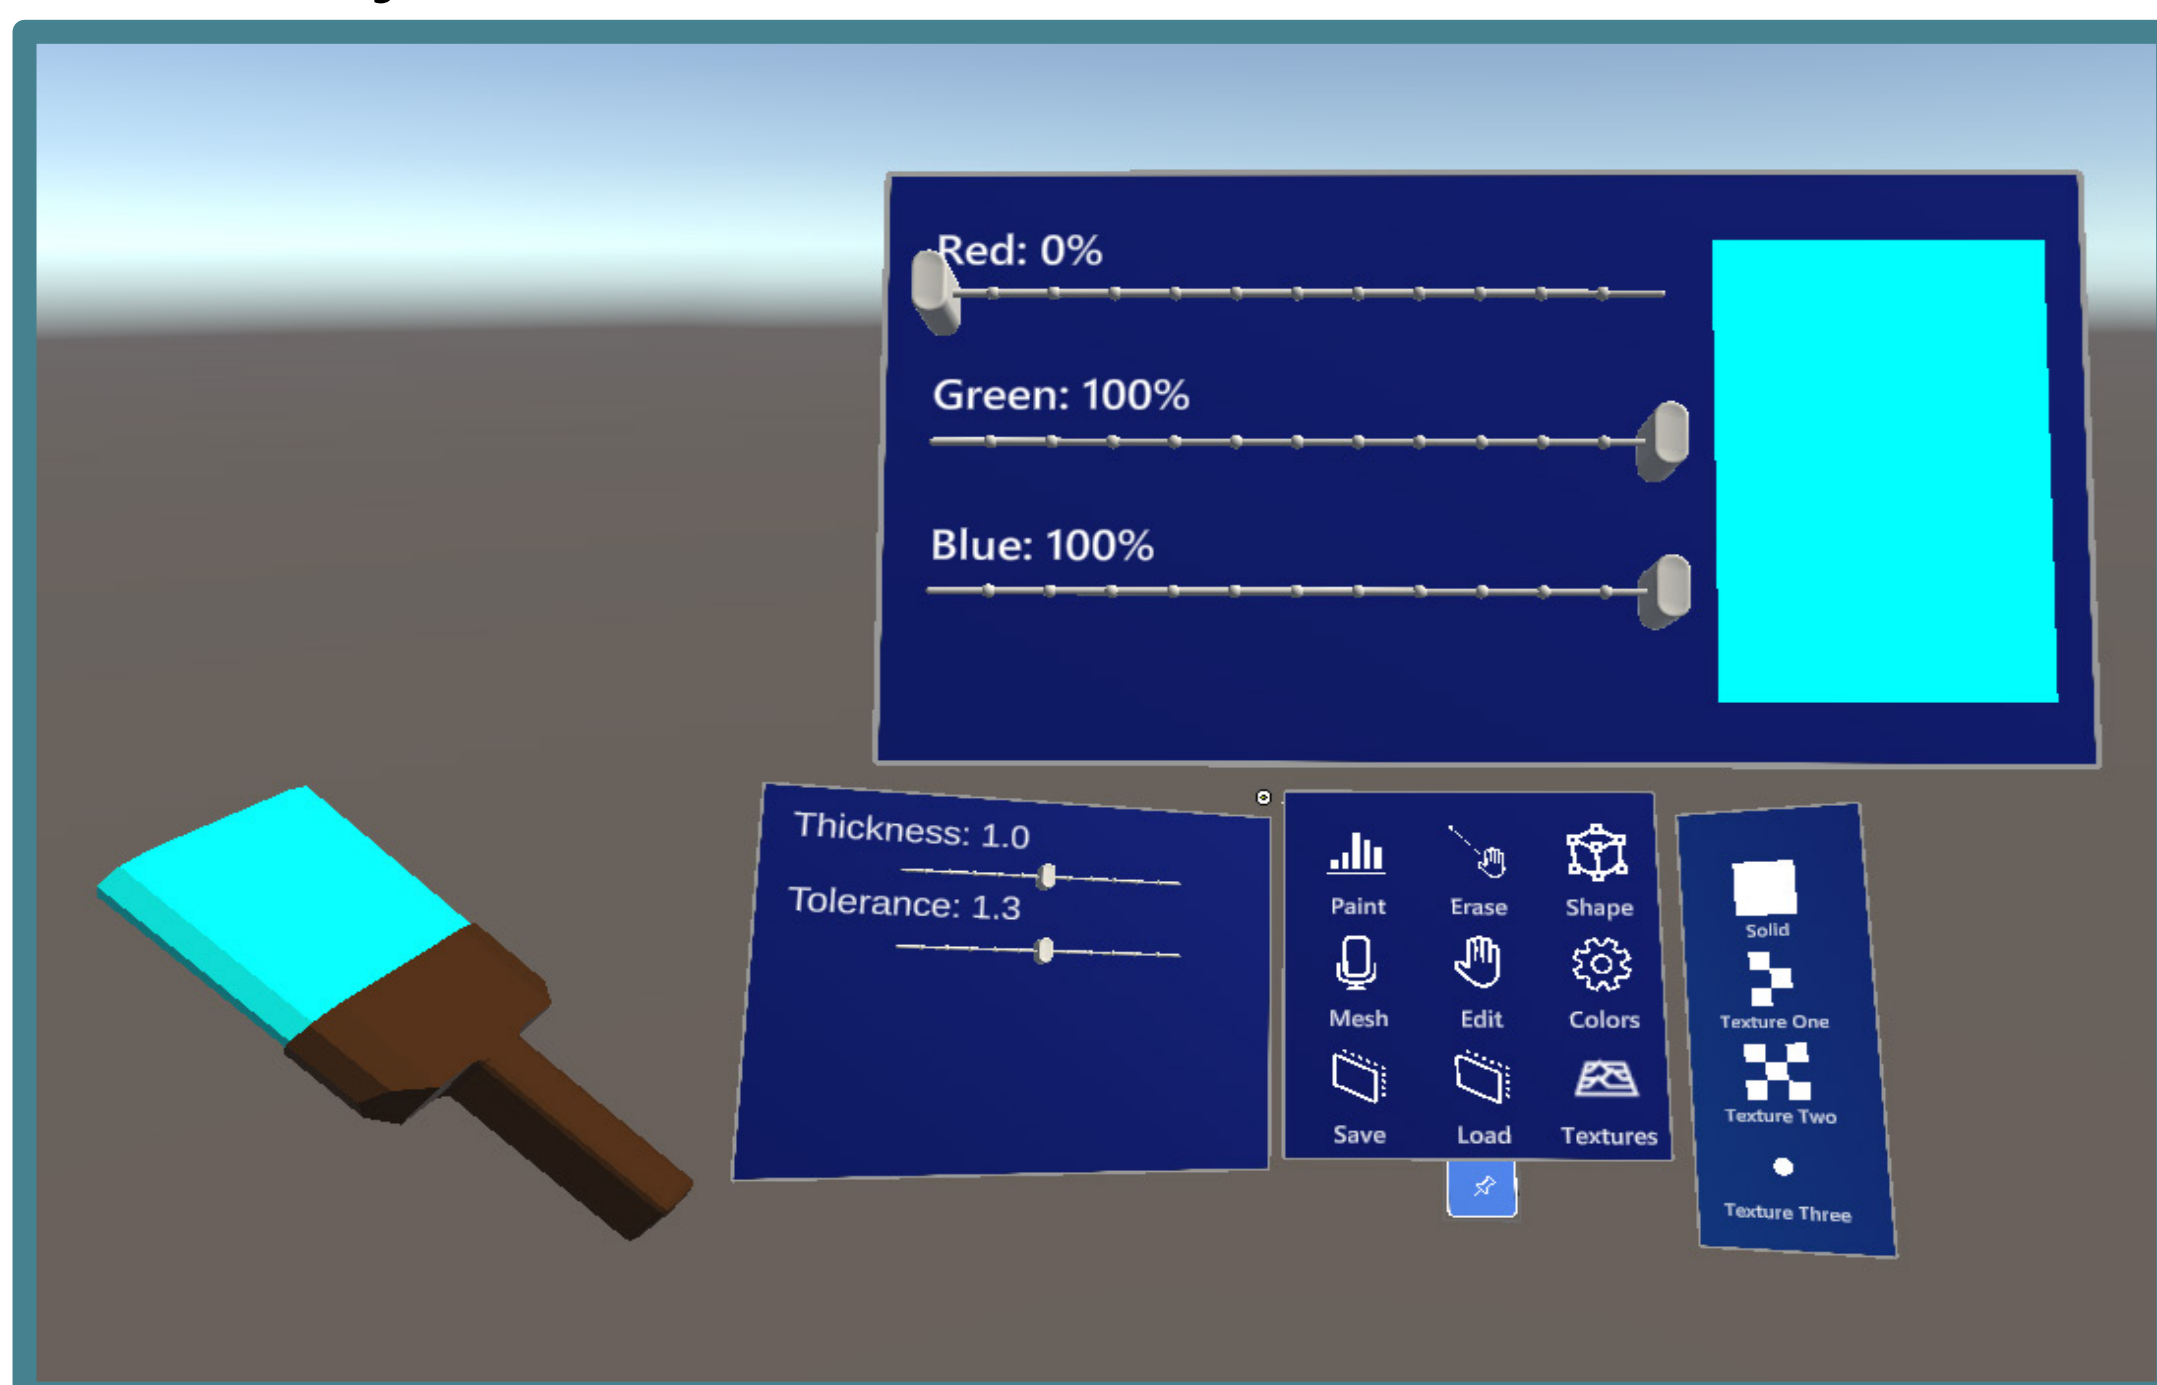 Red: 0%
Green: 100%
Blue: 100%
Thickness: 1.0
Tolerance: 1.3
Paint Erase Shape
Mesh Edit Colors
Save Load Textures
Solid
Texture One
Texture Two
Texture Three